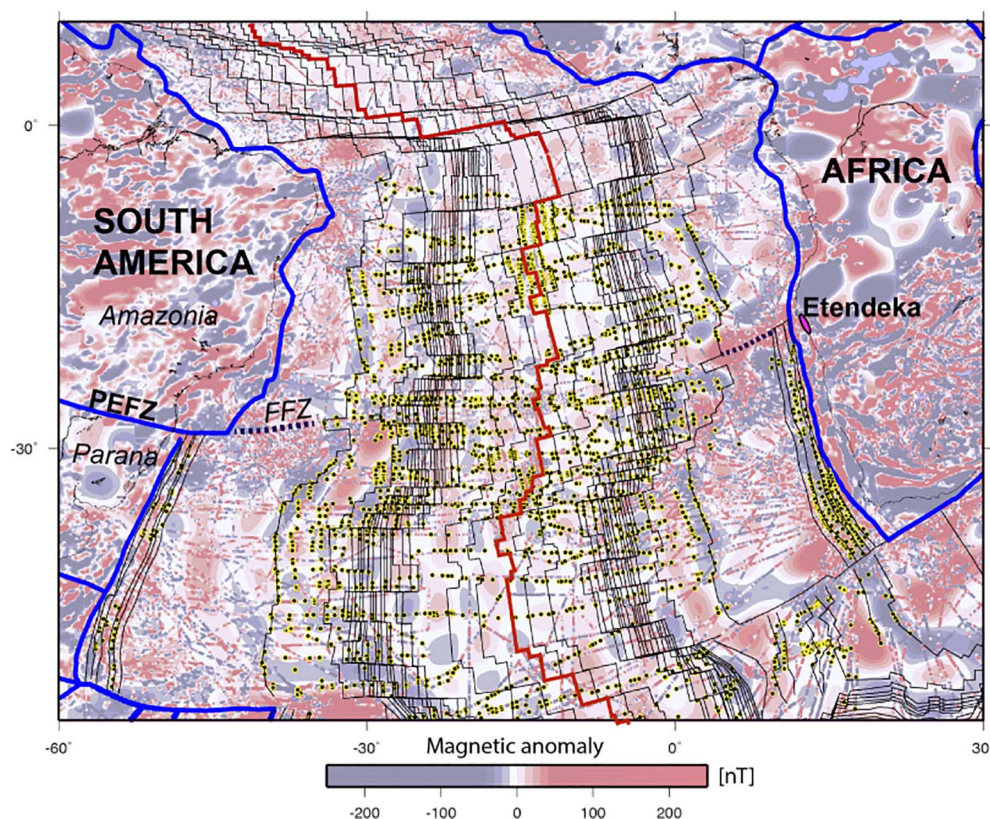 0°
AFRICA
SOUTH
AMERICA
Etendeka
Amazonia
PEFZ
FFZ
-30°
Parana
-60°
-30°
0°
30
Magnetic anomaly
[nT]
-200
-100
0
100
200